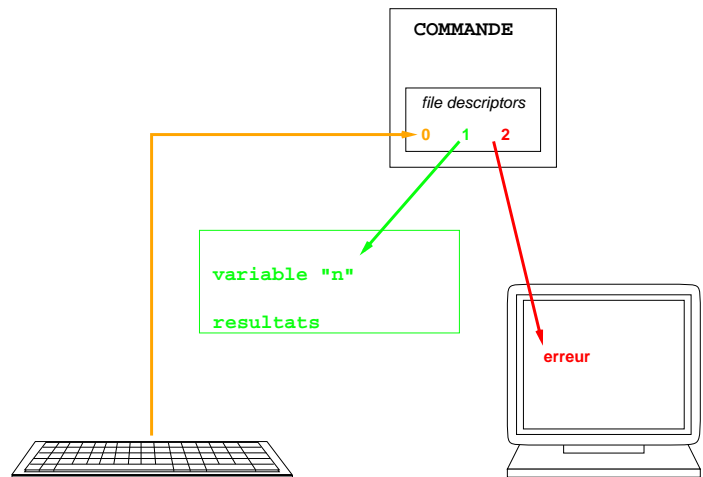 COMMANDE
file descriptors
0 1 2
variable "n"
resultats
erreur